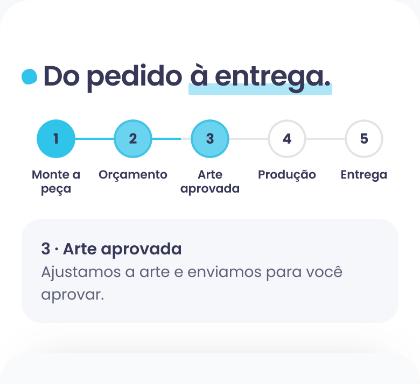 Do pedido à entrega.
1 2 3 4 5
Monte a peça
Orçamento
Arte aprovada
Produção
Entrega
3 · Arte aprovada
Ajustamos a arte e enviamos para você
aprovar.